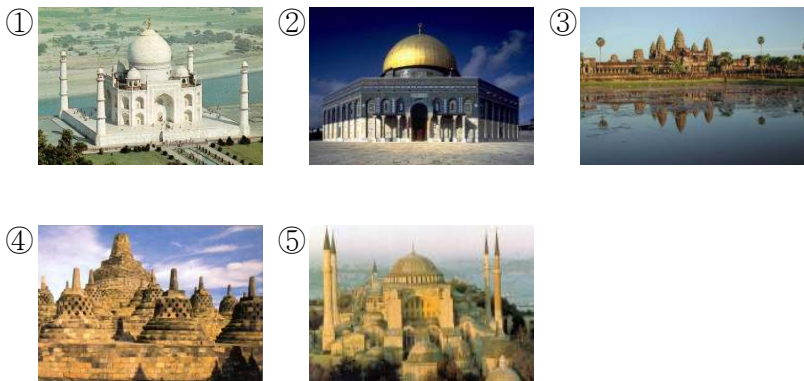 ① ② ③
④ ⑤